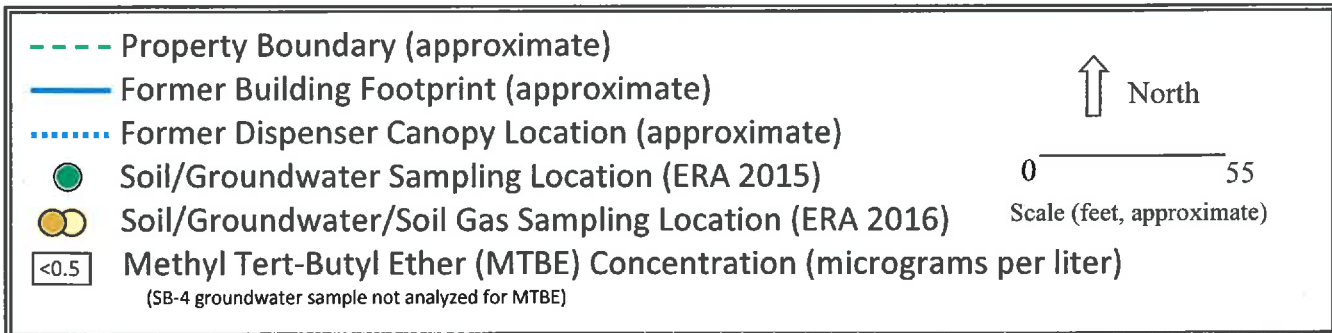 Property Boundary (approximate)
Former Building Footprint (approximate)
Former Dispenser Canopy Location (approximate)
Soil/Groundwater Sampling Location (ERA 2015)
Soil/Groundwater/Soil Gas Sampling Location (ERA 2016)
<0.5 Methyl Tert-Butyl Ether (MTBE) Concentration (micrograms per liter)
(SB-4 groundwater sample not analyzed for MTBE)
North
0 55
Scale (feet, approximate)